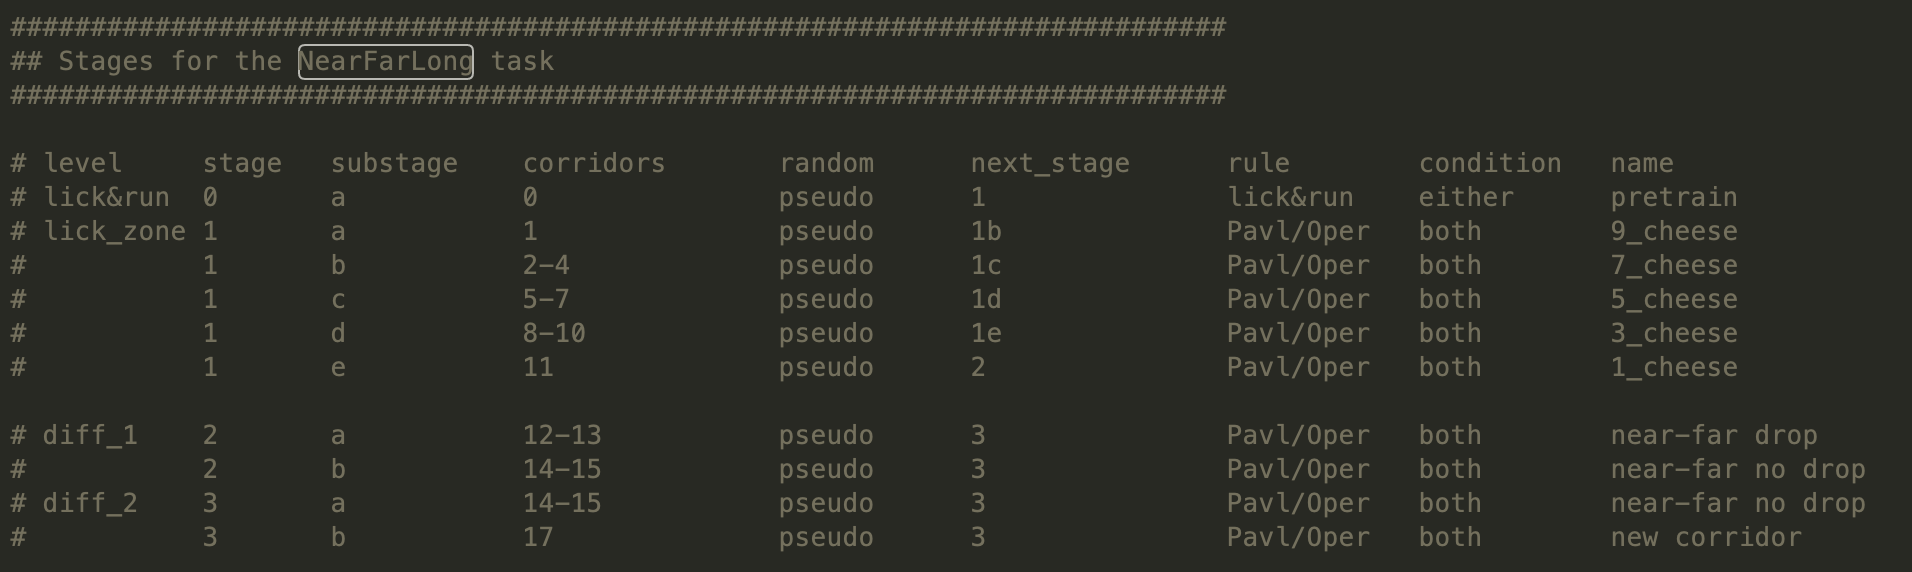 ############################################################################
## Stages for the NearFarLong task
############################################################################
# level     stage   substage    corridors       random      next_stage      rule        condition   name
# lick&run  0       a           0               pseudo      1               lick&run    either      pretrain
# lick_zone 1       a           1               pseudo      1b              Pavl/Oper   both        9_cheese
#           1       b           2-4             pseudo      1c              Pavl/Oper   both        7_cheese
#           1       c           5-7             pseudo      1d              Pavl/Oper   both        5_cheese
#           1       d           8-10            pseudo      1e              Pavl/Oper   both        3_cheese
#           1       e           11              pseudo      2               Pavl/Oper   both        1_cheese
# diff_1    2       a           12-13           pseudo      3               Pavl/Oper   both        near-far drop
#           2       b           14-15           pseudo      3               Pavl/Oper   both        near-far no drop
# diff_2    3       a           14-15           pseudo      3               Pavl/Oper   both        near-far no drop
#           3       b           17              pseudo      3               Pavl/Oper   both        new corridor